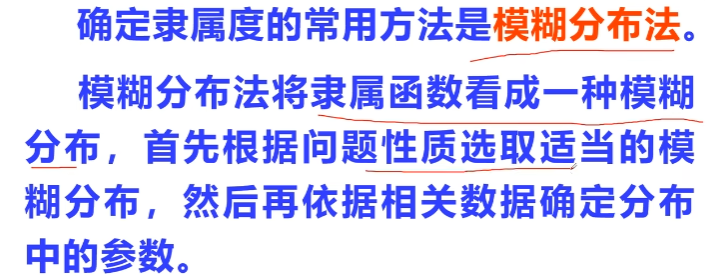 确定隶属度的常用方法是模糊分布法。
模糊分布法将隶属函数看成一种模糊
分布，首先根据问题性质选取适当的模
糊分布，然后再依据相关数据确定分布
中的参数。